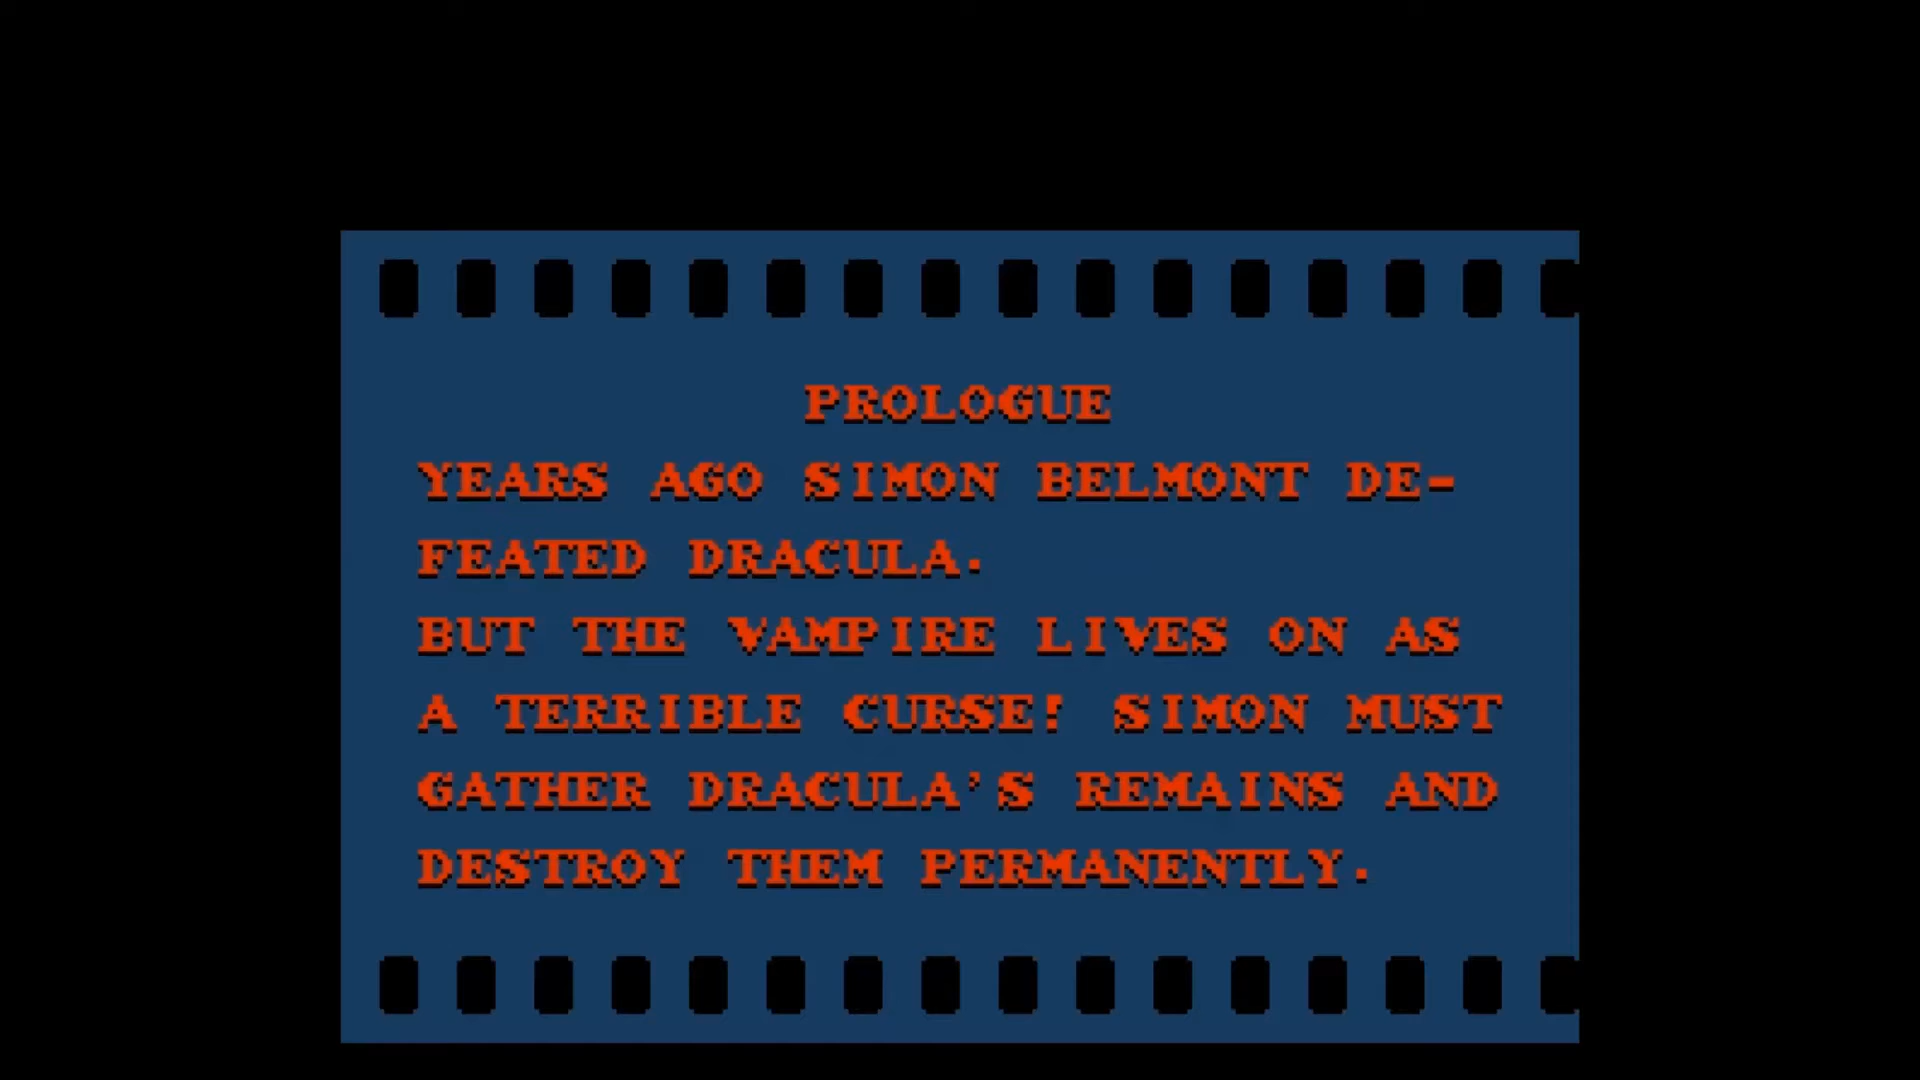 PROLOGUE
YEARS AGO SIMON BELMONT DE-
FEATED DRACULA.
BUT THE VAMPIRE LIVES ON AS
A TERRIBLE CURSE! SIMON MUST
GATHER DRACULA'S REMAINS AND
DESTROY THEM PERMANENTLY.